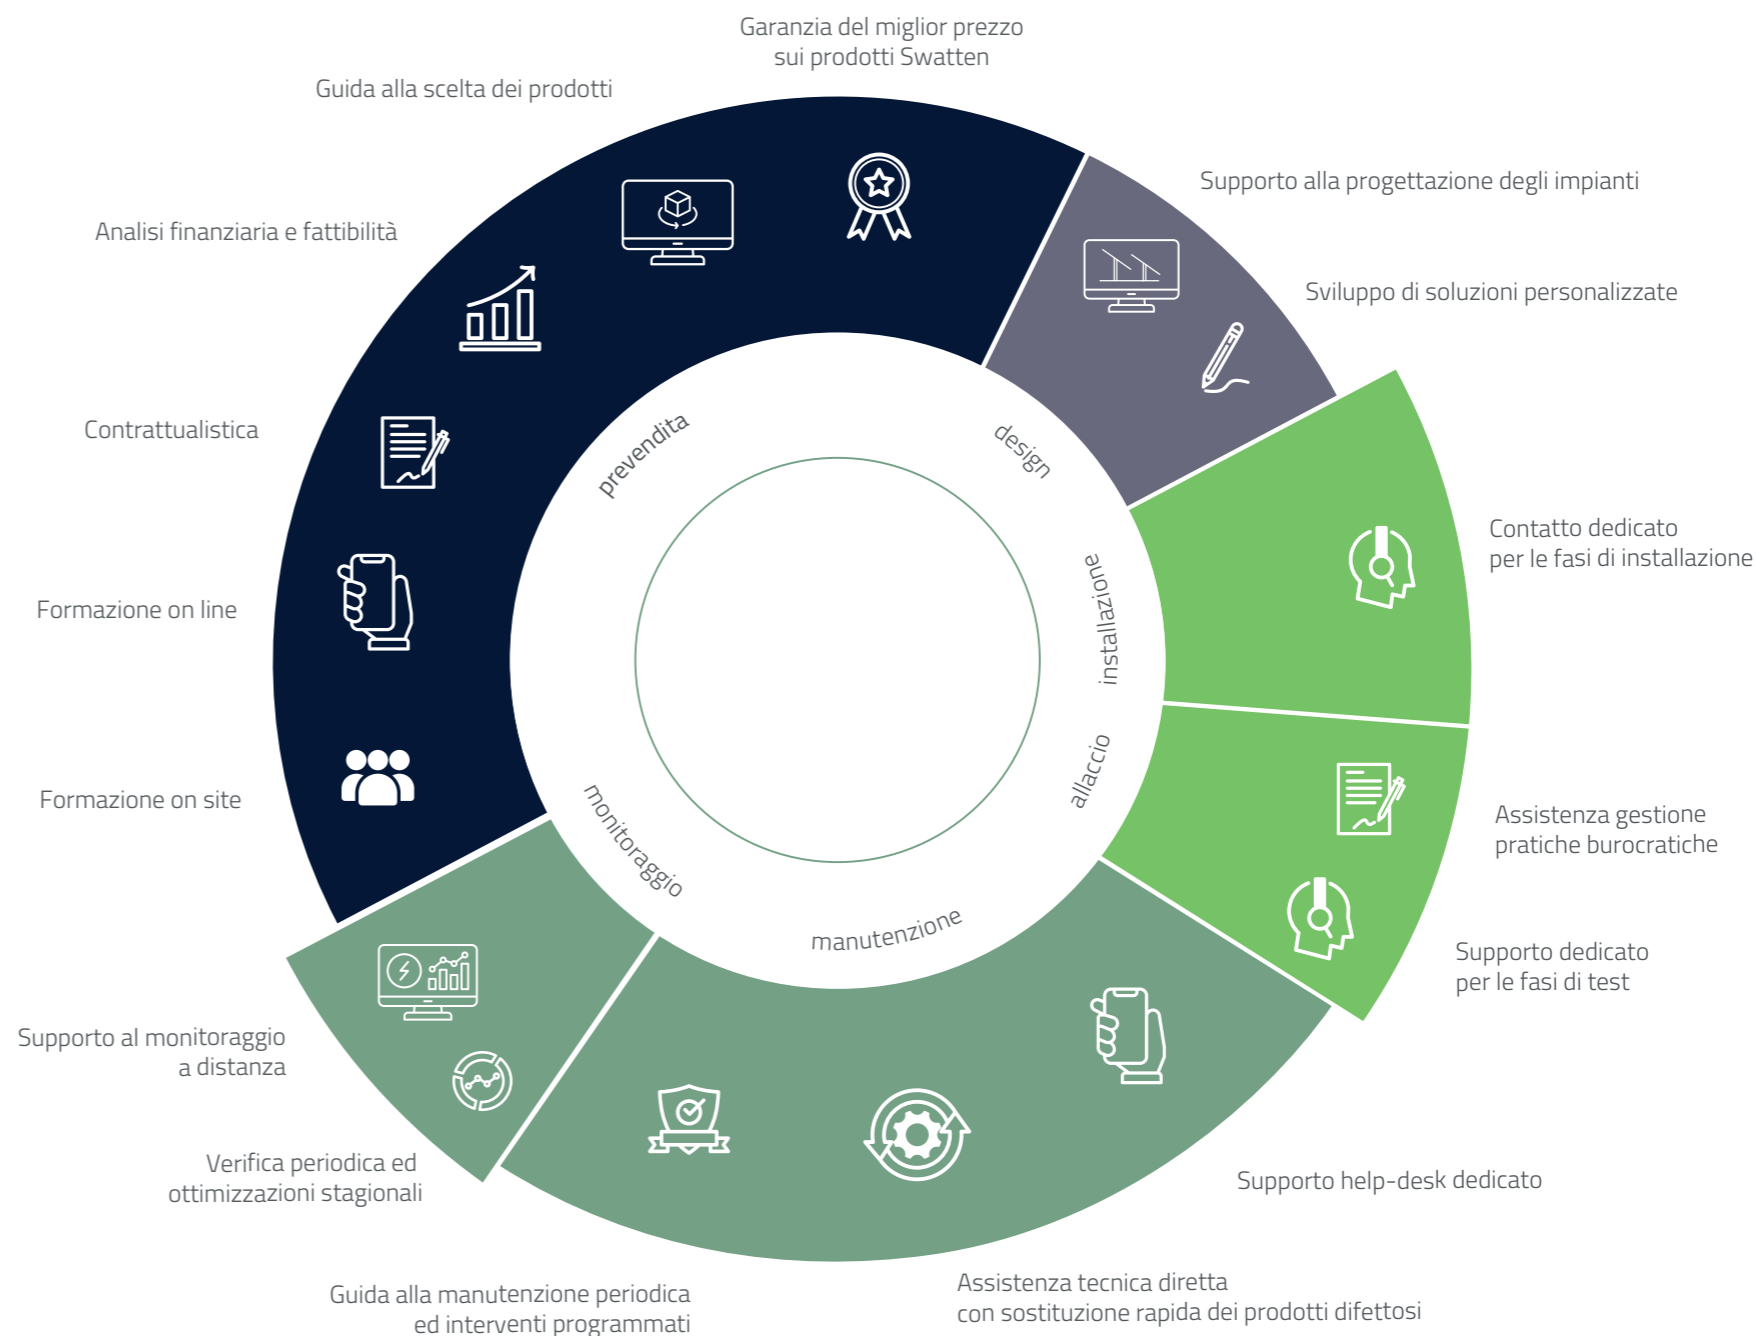 Garanzia del miglior prezzo
sui prodotti Swatten
Guida alla scelta dei prodotti
Analisi finanziaria e fattibilità
Contrattualistica
Formazione on line
Formazione on site
Supporto alla progettazione degli impianti
Sviluppo di soluzioni personalizzate
Contatto dedicato
per le fasi di installazione
Assistenza gestione
pratiche burocratiche
Supporto dedicato
per le fasi di test
Supporto help-desk dedicato
Assistenza tecnica diretta
con sostituzione rapida dei prodotti difettosi
Guida alla manutenzione periodica
ed interventi programmati
Verifica periodica ed
ottimizzazioni stagionali
Supporto al monitoraggio
a distanza
prevendita
design
installazione
allaccio
manutenzione
monitoraggio